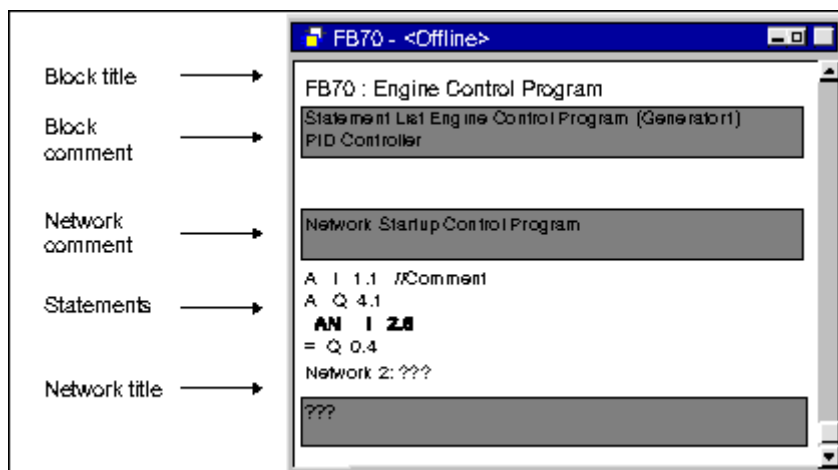 FB70 - <Offline>
Block title
FB70 : Engine Control Program
Block
comment
Statement List Engine Control Program (Generator1)
PID Controller
Network
comment
Network Startup Control Program
Statements
A I 1.1 //Comment
A Q 4.1
AN I 2.6
= Q 0.4
Network title
Network 2: ???
???